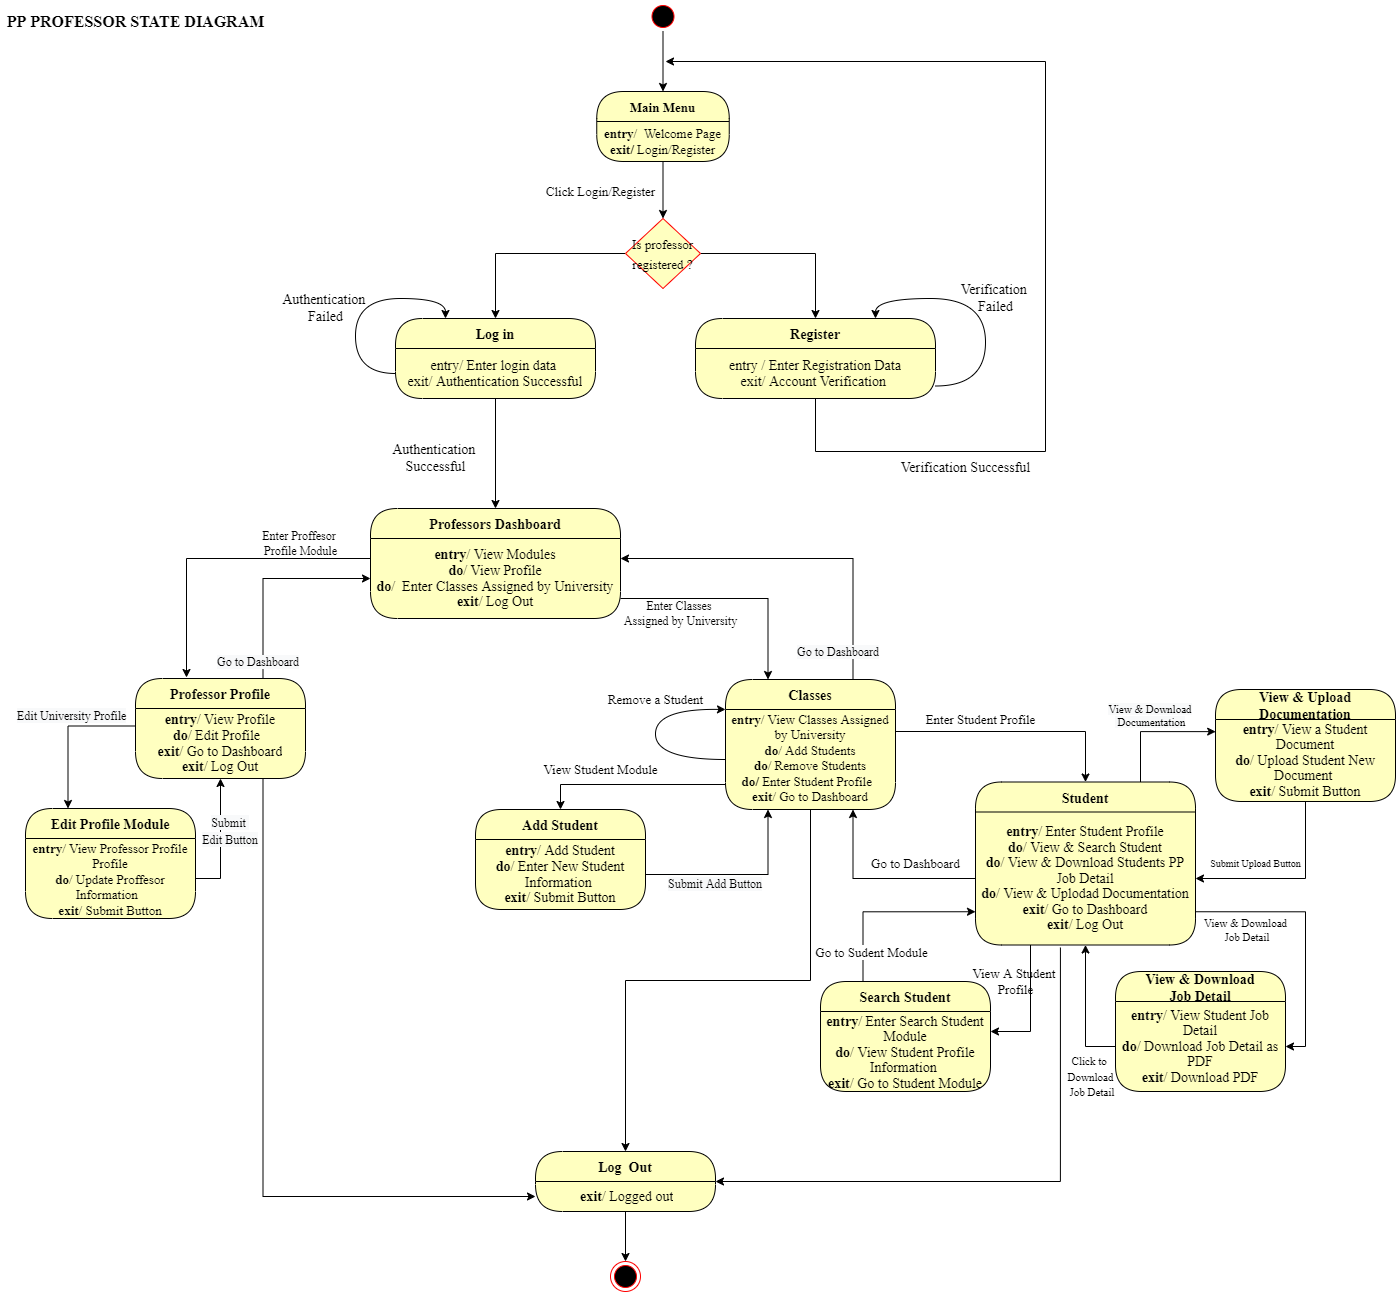 PP PROFESSOR STATE DIAGRAM
Main Menu
entry/  Welcome Page
exit/ Login/Register
Click Login/Register
Is professor
registered ?
Authentication
Failed
Log in
entry/ Enter login data
exit/ Authentication Successful
Verification
Failed
Register
entry / Enter Registration Data
exit/ Account Verification
Authentication
Successful
Verification Successful
Professors Dashboard
entry/ View Modules
do/ View Profile
do/  Enter Classes Assigned by University
exit/ Log Out
Enter Proffesor
Profile Module
Enter Classes
Assigned by University
Go to Dashboard
Go to Dashboard
Professor Profile
entry/ View Profile
do/ Edit Profile
exit/ Go to Dashboard
exit/ Log Out
Edit University Profile
Edit Profile Module
entry/ View Professor Profile
Profile
do/ Update Proffesor
Information
exit/ Submit Button
Submit
Edit Button
Remove a Student
Classes
entry/ View Classes Assigned
by University
do/ Add Students
do/ Remove Students
do/ Enter Student Profile
exit/ Go to Dashboard
View Student Module
Add Student
entry/ Add Student
do/ Enter New Student
Information
exit/ Submit Button
Submit Add Button
Enter Student Profile
View & Download
Documentation
View & Upload
Documentation
entry/ View a Student
Document
do/ Upload Student New
Document
exit/ Submit Button
Student
entry/ Enter Student Profile
do/ View & Search Student
do/ View & Download Students PP
Job Detail
do/ View & Uplodad Documentation
exit/ Go to Dashboard
exit/ Log Out
Go to Dashboard
Submit Upload Button
View & Download
Job Detail
Go to Sudent Module
View A Student
Profile
Search Student
entry/ Enter Search Student
Module
do/ View Student Profile
Information
exit/ Go to Student Module
View & Download
Job Detail
entry/ View Student Job
Detail
do/ Download Job Detail as
PDF
exit/ Download PDF
Click to
Download
Job Detail
Log  Out
exit/ Logged out